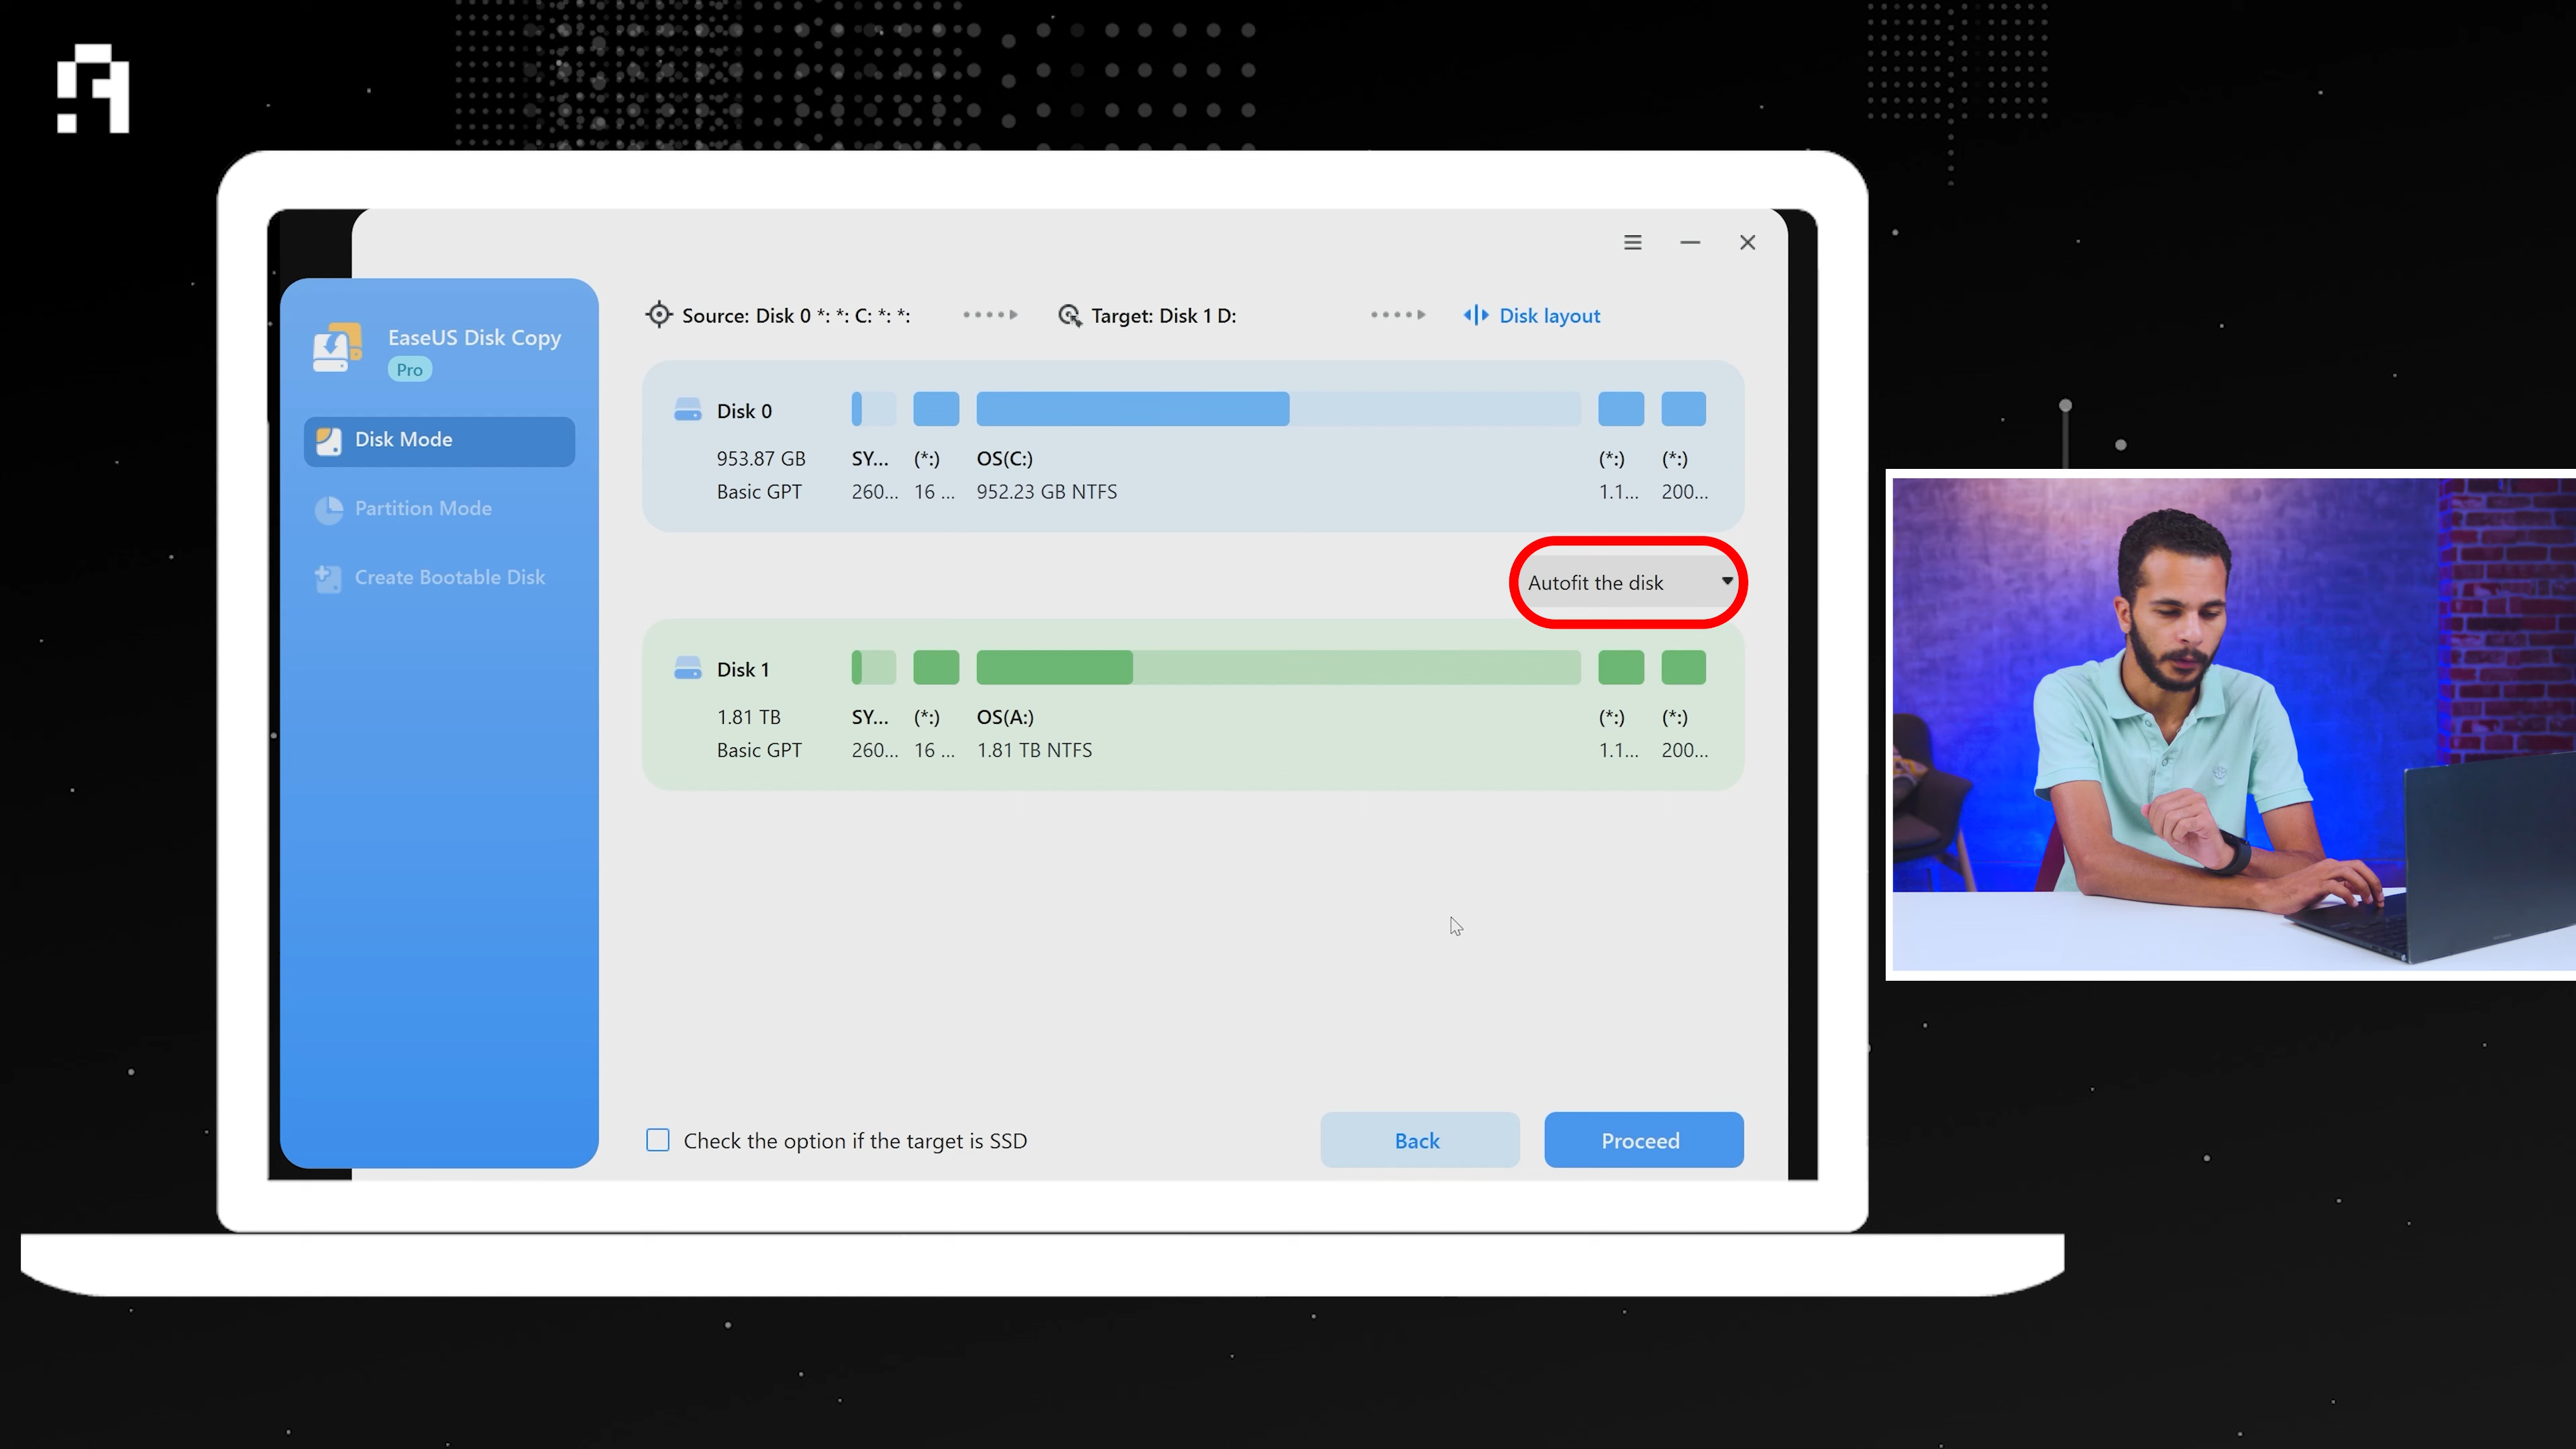 EaseUS Disk Copy
Pro
Disk Mode
Partition Mode
Create Bootable Disk
Source: Disk 0 *: *: C: *: *:
Target: Disk 1 D:
Disk layout
Disk 0
953.87 GB
Basic GPT
SY...
260...
(*:)
16 ...
OS(C:)
952.23 GB NTFS
(*:)
1.1...
(*:)
200...
Autofit the disk
Disk 1
1.81 TB
Basic GPT
SY...
260...
(*:)
16 ...
OS(A:)
1.81 TB NTFS
(*:)
1.1...
(*:)
200...
Check the option if the target is SSD
Back
Proceed